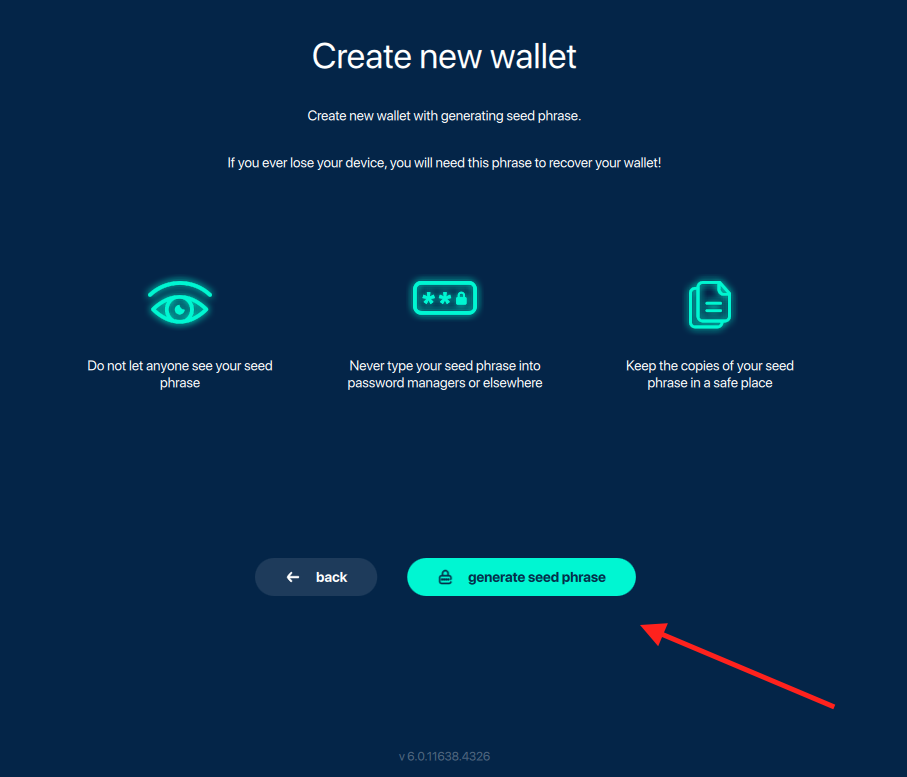 Create new wallet
Create new wallet with generating seed phrase.
If you ever lose your device, you will need this phrase to recover your wallet!
Do not let anyone see your seed
phrase
Never type your seed phrase into
password managers or elsewhere
Keep the copies of your seed
phrase in a safe place
back
generate seed phrase
v 6.0.11638.4326